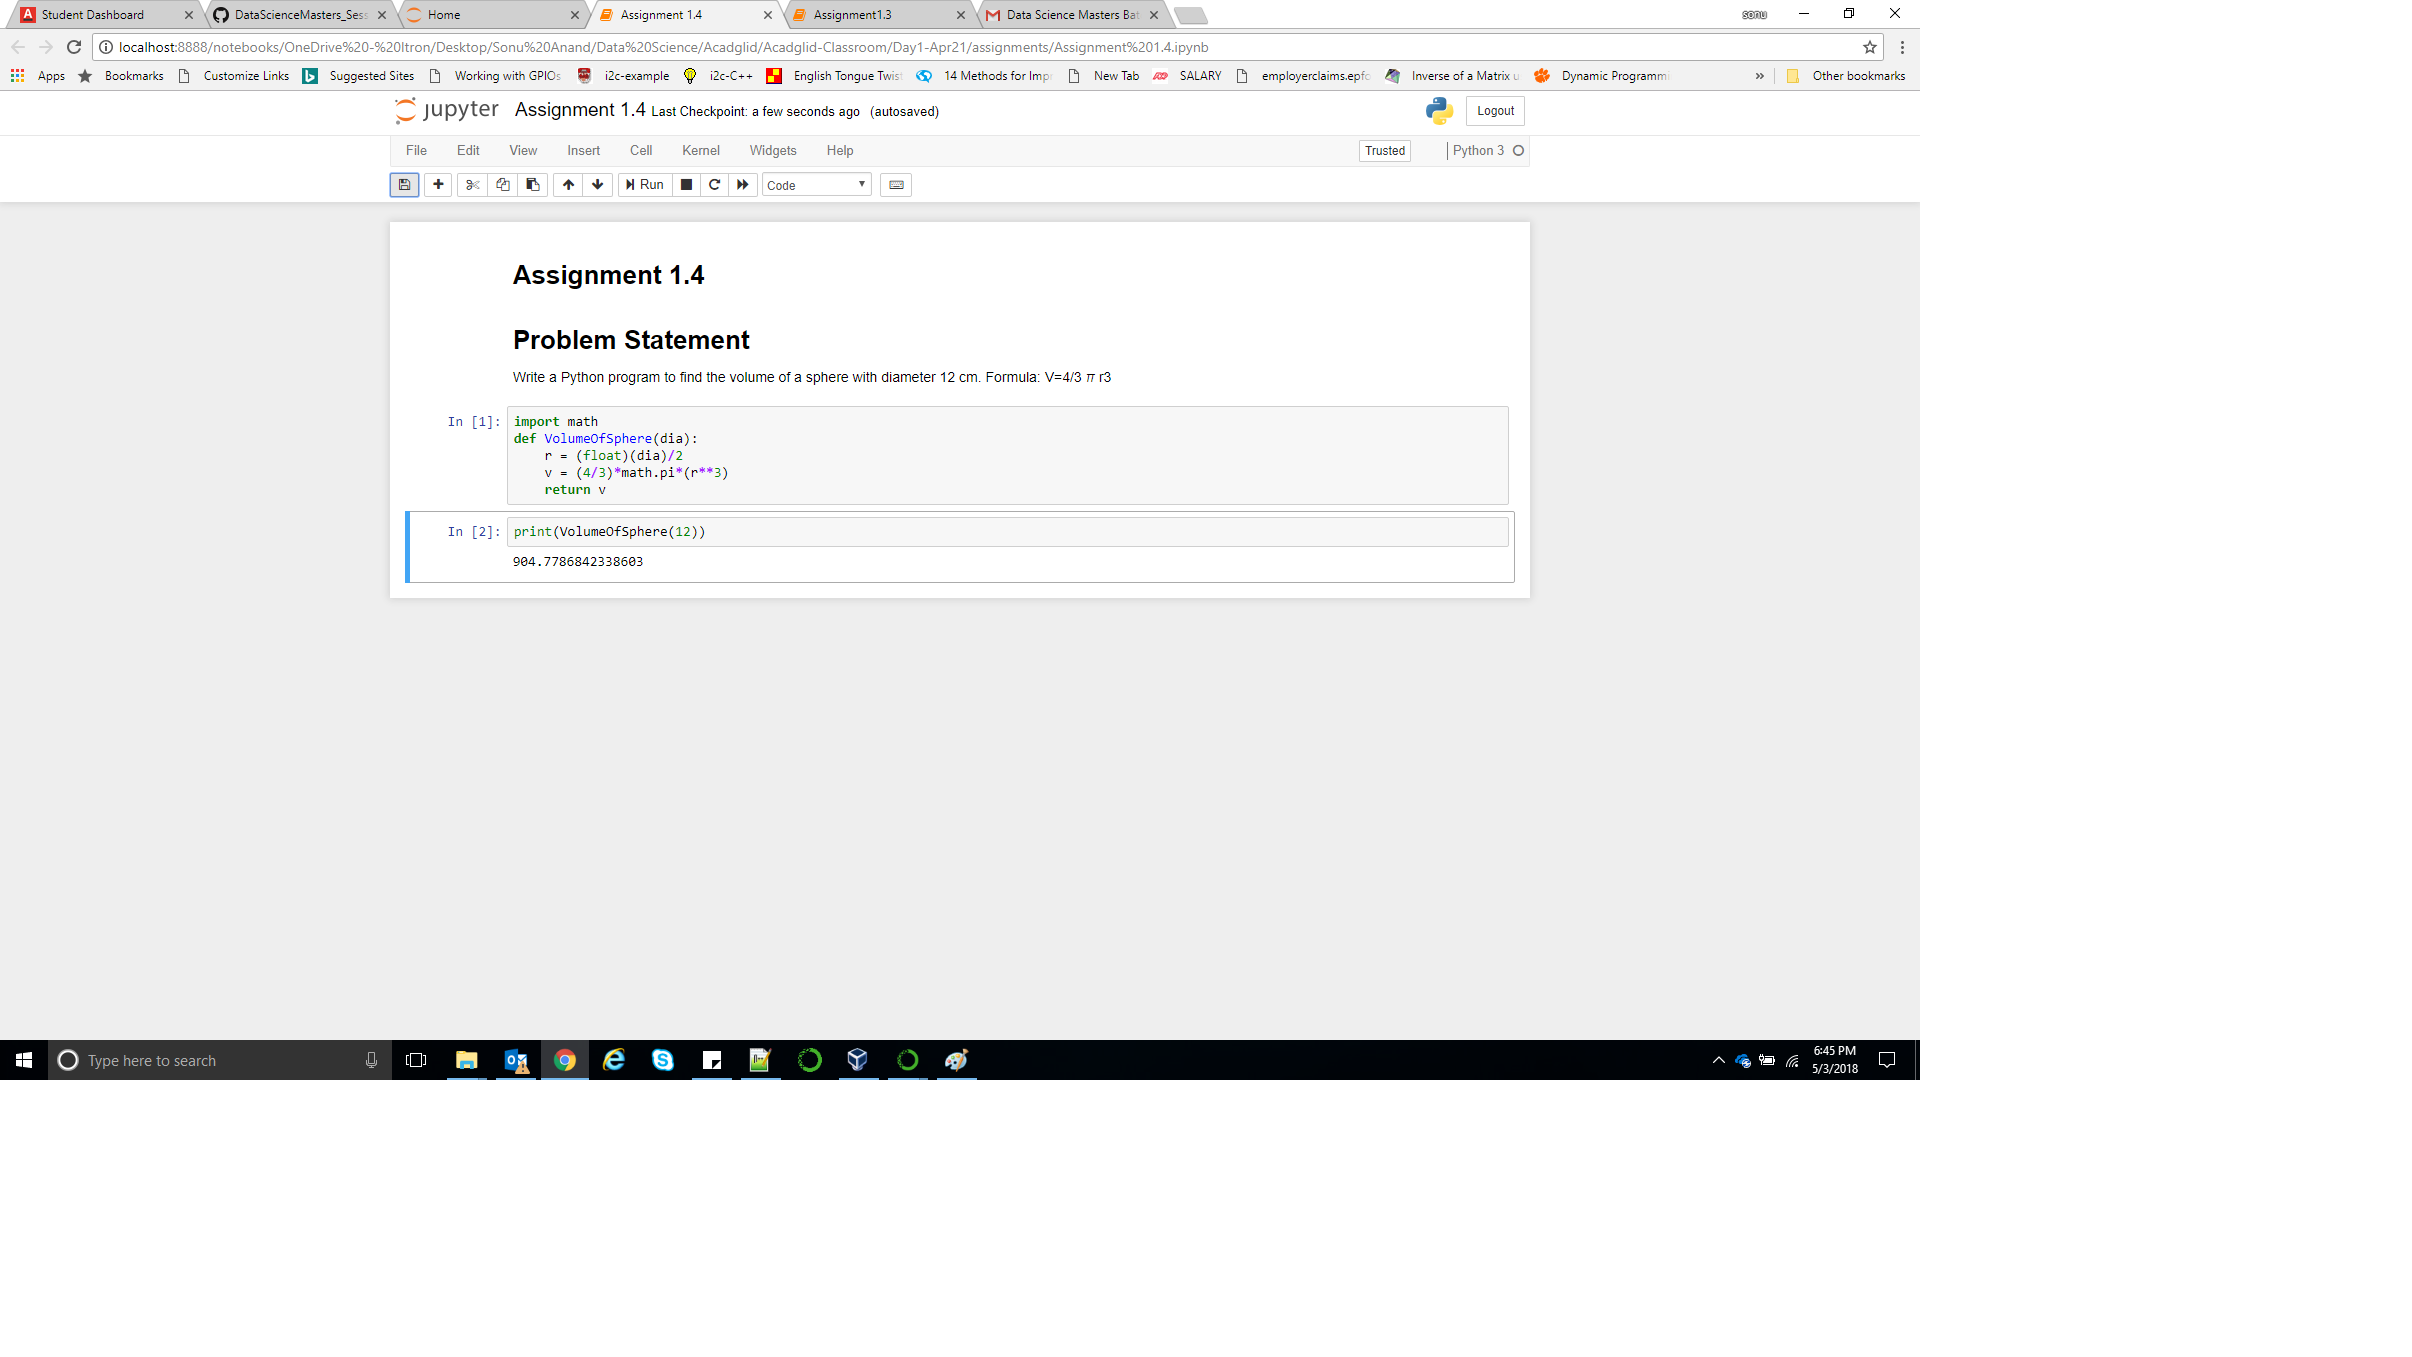 Student Dashboard
DataScienceMasters_Sess
Home
Assignment 1.4
Assignment1.3
Data Science Masters Bat
sonu
localhost:8888/notebooks/OneDrive%20-%20Itron/Desktop/Sonu%20Anand/Data%20Science/Acadglid/Acadglid-Classroom/Day1-Apr21/assignments/Assignment%201.4.ipynb
Apps Bookmarks Customize Links Suggested Sites Working with GPIOs i2c-example i2c-C++ English Tongue Twist 14 Methods for Impr New Tab SALARY employerclaims.epfo Inverse of a Matrix u Dynamic Programmi » Other bookmarks
jupyter Assignment 1.4 Last Checkpoint: a few seconds ago (autosaved) Logout
File Edit View Insert Cell Kernel Widgets Help Trusted Python 3
Run Code
Assignment 1.4
Problem Statement
Write a Python program to find the volume of a sphere with diameter 12 cm. Formula: V=4/3 π r3
In [1]: import math
def VolumeOfSphere(dia):
    r = (float)(dia)/2
    v = (4/3)*math.pi*(r**3)
    return v
In [2]: print(VolumeOfSphere(12))
904.7786842338603
Type here to search
6:45 PM
5/3/2018